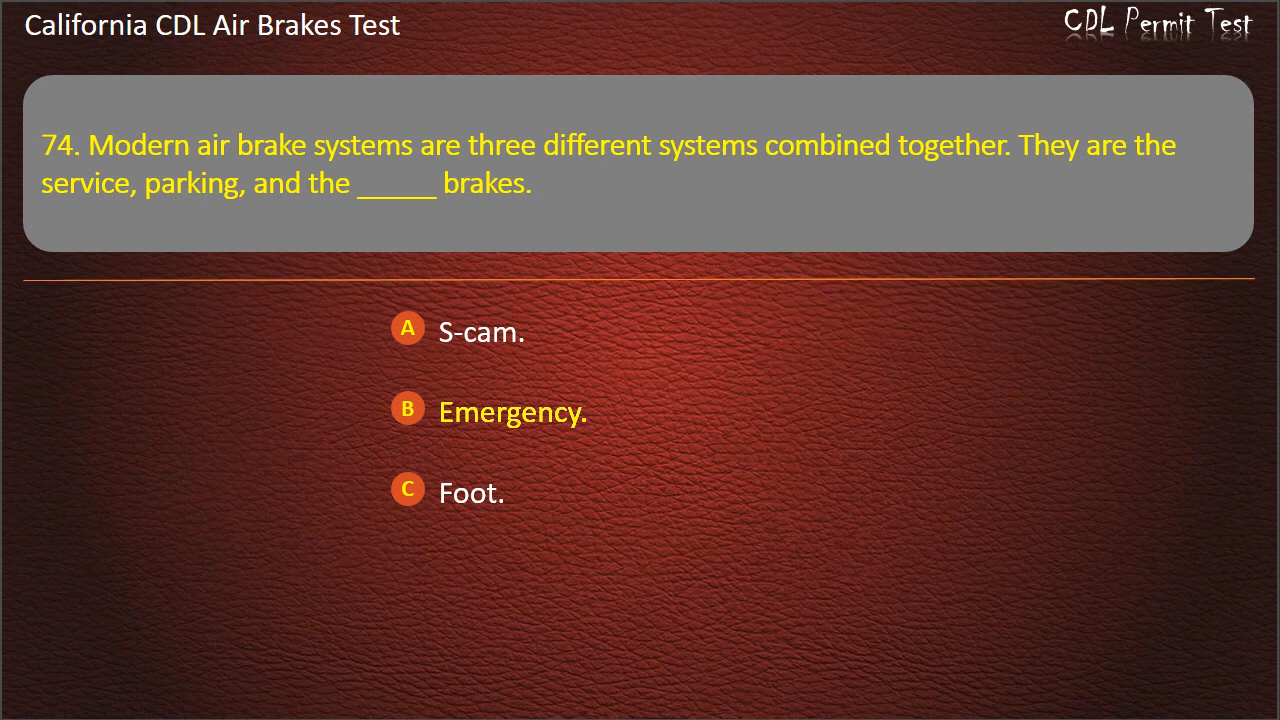 California CDL Air Brakes Test
CDL Permit Test
74. Modern air brake systems are three different systems combined together. They are the
service, parking, and the _____ brakes.
A S-cam.
B Emergency.
C Foot.